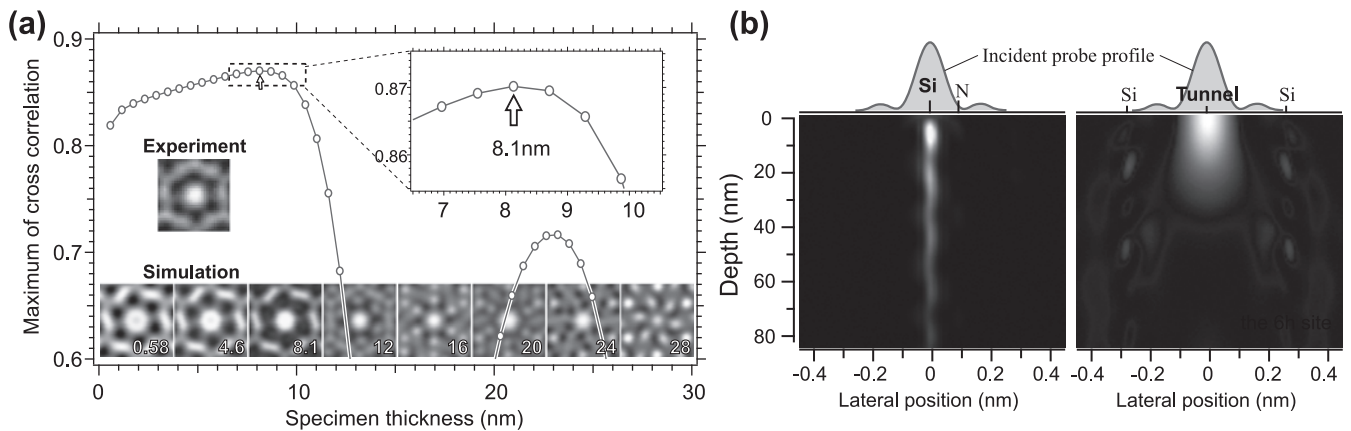 (a)
Maximum of cross correlation
0.9
0.8
0.7
0.6
0
10
20
30
Specimen thickness (nm)
Experiment
Simulation
0.58
4.6
8.1
12
16
20
24
28
0.87
0.86
8.1nm
7
8
9
10
(b)
Incident probe profile
Si
N
Si
Tunnel
Si
Depth (nm)
0
20
40
60
80
the 6h site
-0.4
-0.2
0
0.2
0.4
Lateral position (nm)
-0.4
-0.2
0
0.2
0.4
Lateral position (nm)